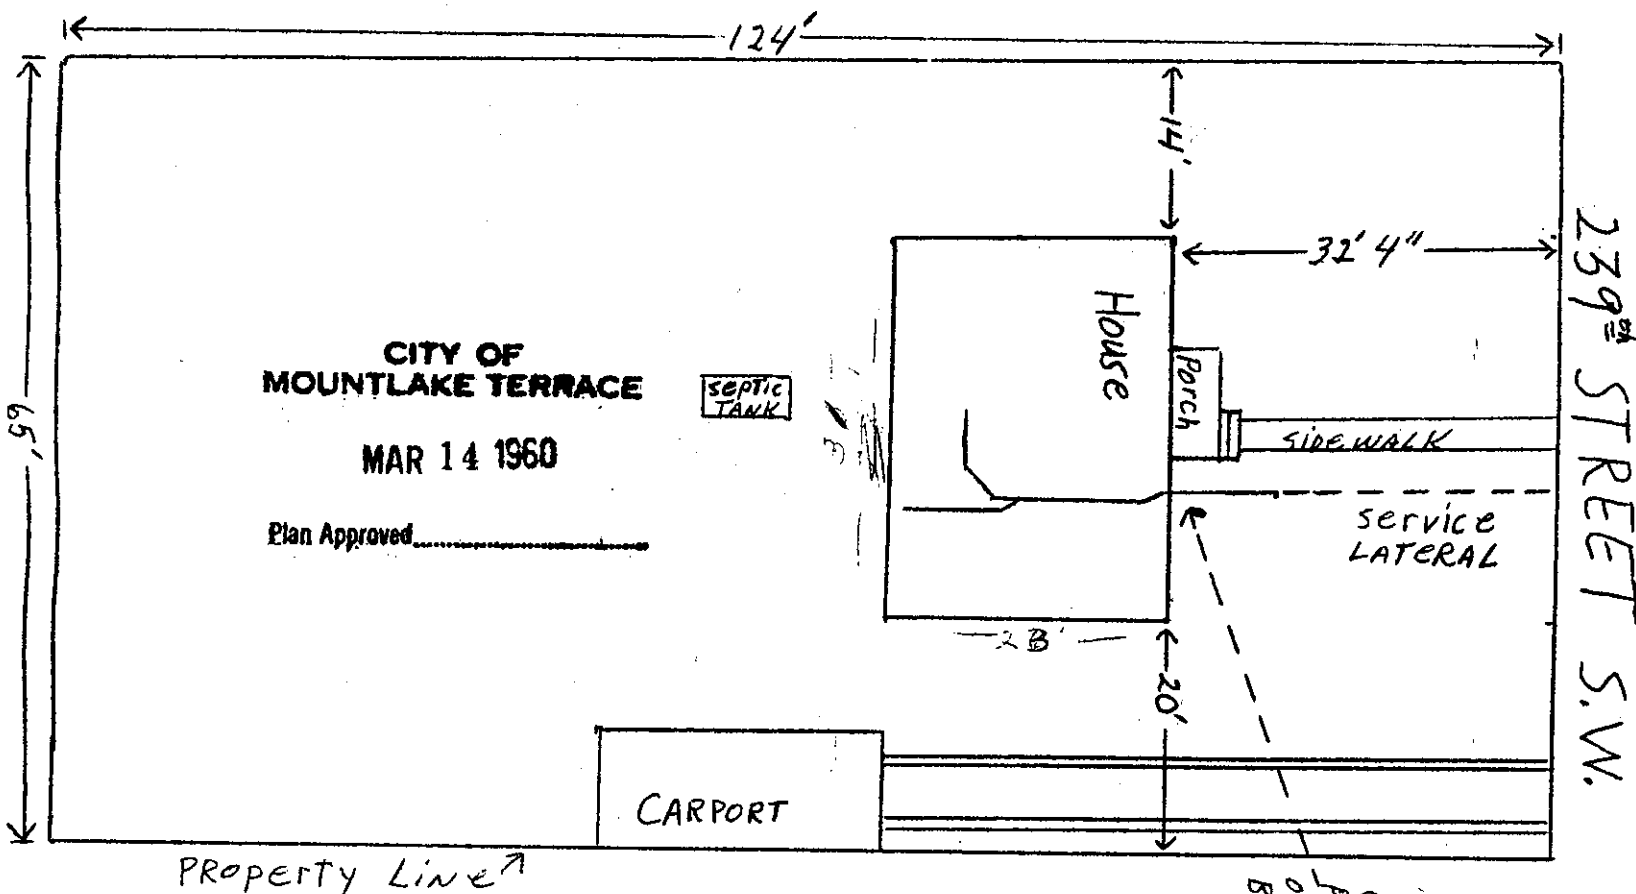 124'
14'
32' 4"
239th STREET S.W.
House
Porch
CITY OF
MOUNTLAKE TERRACE
septic
TANK
SIDEWALK
MAR 14 1960
65'
service
LATERAL
Plan Approved
28'
20'
CARPORT
PROPERTY LINE